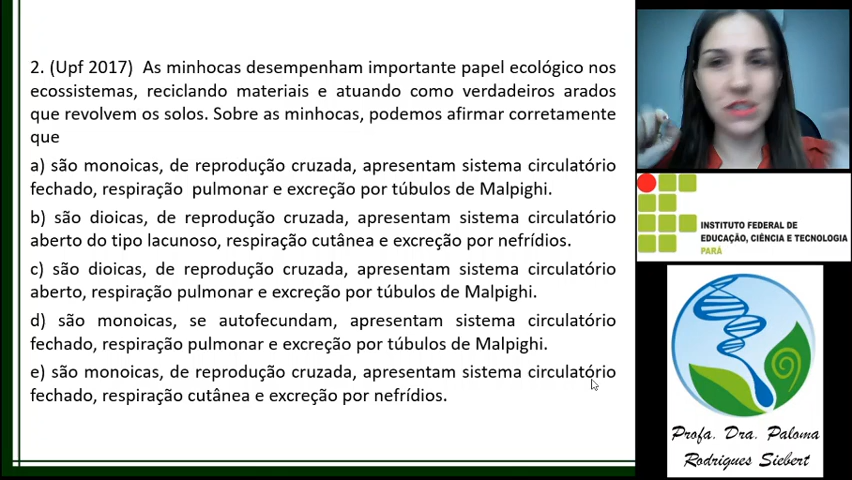 2. (Upf 2017) As minhocas desempenham importante papel ecológico nos
ecossistemas, reciclando materiais e atuando como verdadeiros arados
que revolvem os solos. Sobre as minhocas, podemos afirmar corretamente
que
a) são monoicas, de reprodução cruzada, apresentam sistema circulatório
fechado, respiração pulmonar e excreção por túbulos de Malpighi.
b) são dioicas, de reprodução cruzada, apresentam sistema circulatório
aberto do tipo lacunoso, respiração cutânea e excreção por nefrídios.
c) são dioicas, de reprodução cruzada, apresentam sistema circulatório
aberto, respiração pulmonar e excreção por túbulos de Malpighi.
d) são monoicas, se autofecundam, apresentam sistema circulatório
fechado, respiração pulmonar e excreção por túbulos de Malpighi.
e) são monoicas, de reprodução cruzada, apresentam sistema circulatório
fechado, respiração cutânea e excreção por nefrídios.
INSTITUTO FEDERAL DE
EDUCAÇÃO, CIÊNCIA E TECNOLOGIA
PARÁ
Profa. Dra. Paloma
Rodrigues Siebert